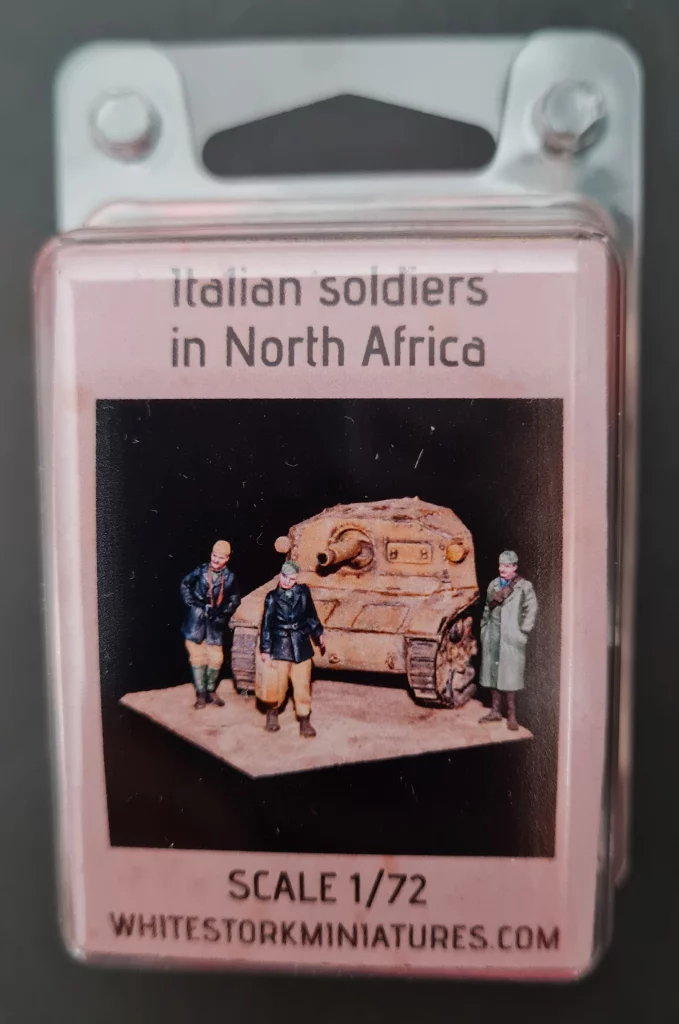 Italian soldiers
in North Africa
SCALE 1/72
WHITESTORKMINIATURES.COM